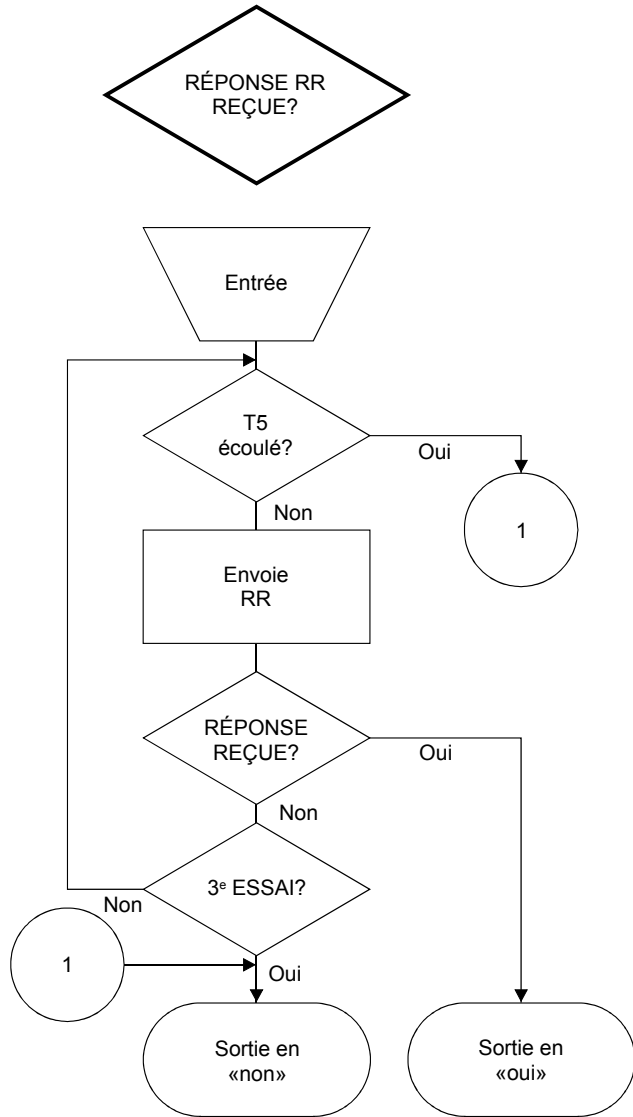 RÉPONSE RR
REÇUE?
Entrée
T5
écoulé?
Oui
Non
1
Envoie
RR
RÉPONSE
REÇUE?
Oui
Non
3ᵉ ESSAI?
Non
1
Oui
Sortie en
«non»
Sortie en
«oui»